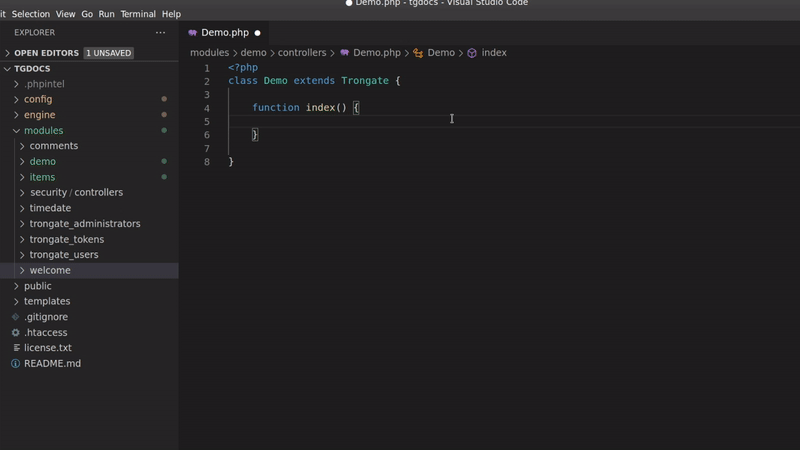 Demo.php - tgdocs - Visual Studio Code
it Selection View Go Run Terminal Help
EXPLORER ...
Demo.php
OPEN EDITORS 1 UNSAVED
modules > demo > controllers > Demo.php > Demo > index
TGDOCS
.phpintel
config
engine
modules
comments
demo
items
security / controllers
timedate
trongate_administrators
trongate_tokens
trongate_users
welcome
public
templates
.gitignore
.htaccess
license.txt
README.md
1 <?php
2 class Demo extends Trongate {
3
4 function index() {
5
6 }
7
8 }